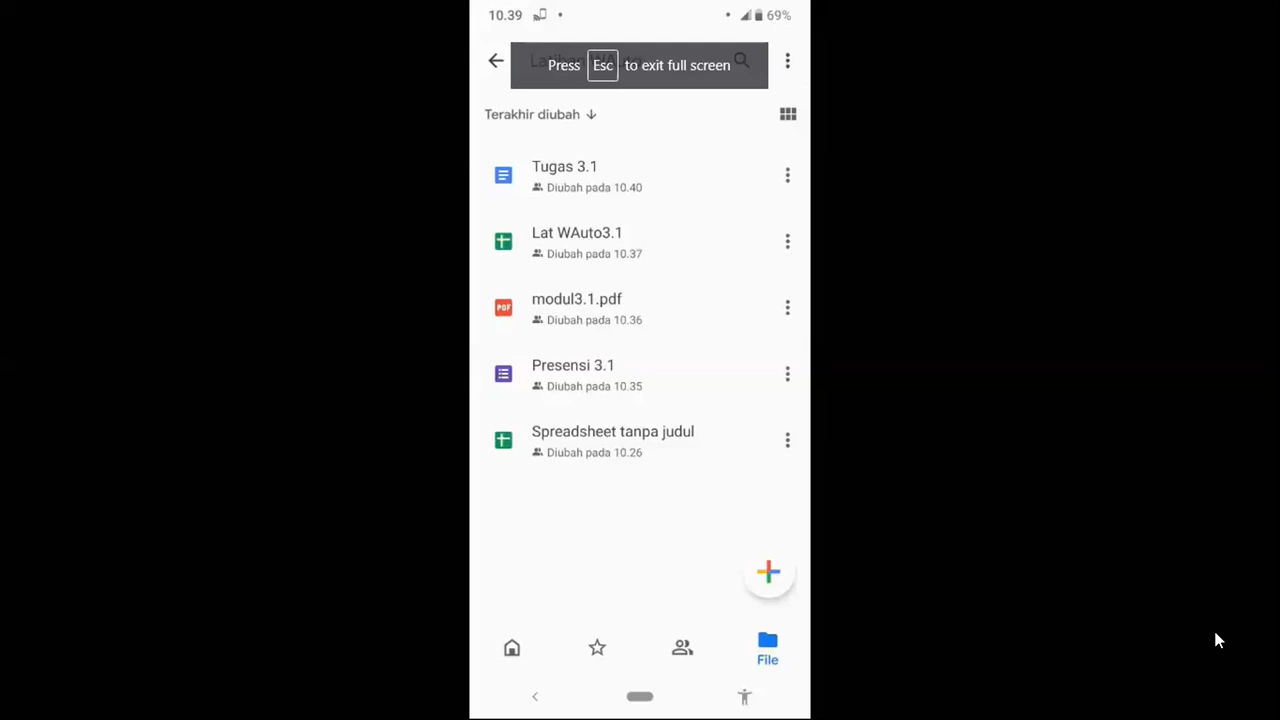 10.39
69%
Press Esc to exit full screen
Terakhir diubah
Tugas 3.1
Diubah pada 10.40
Lat WAuto3.1
Diubah pada 10.37
PDF
modul3.1.pdf
Diubah pada 10.36
Presensi 3.1
Diubah pada 10.35
Spreadsheet tanpa judul
Diubah pada 10.26
File